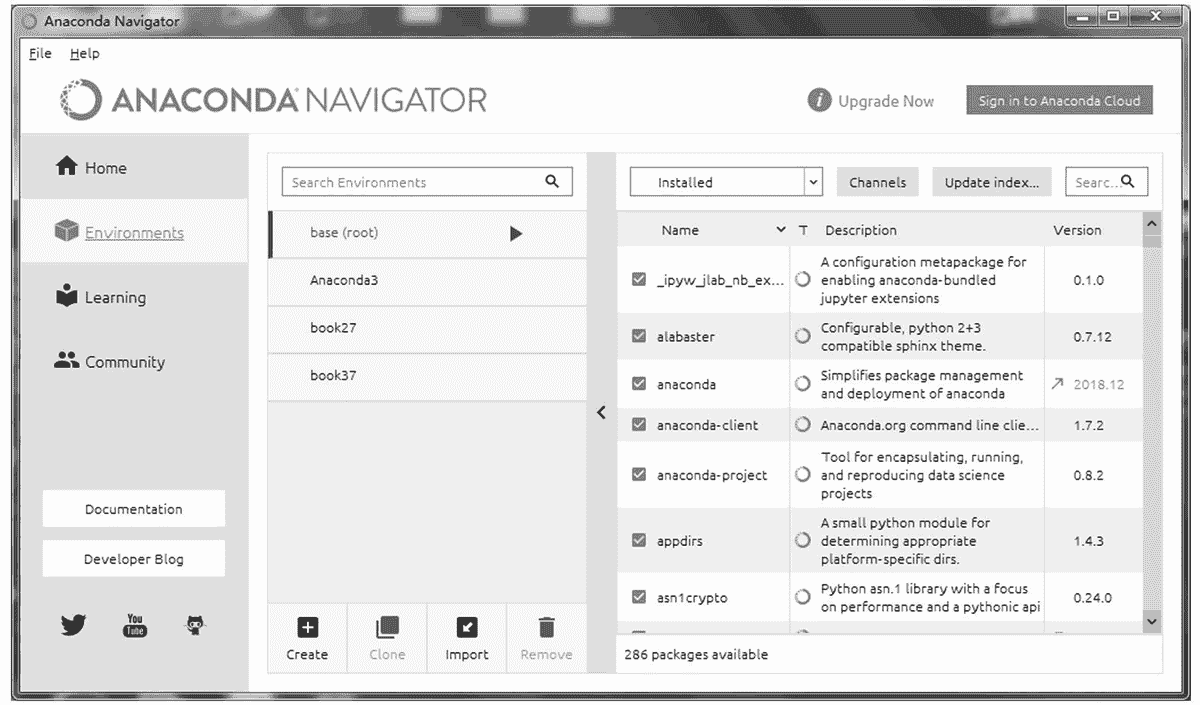 Anaconda Navigator
File Help
ANACONDA NAVIGATOR
Upgrade Now
Sign in to Anaconda Cloud
Home
Environments
Learning
Community
Documentation
Developer Blog
You
Tube
Search Environments
base (root)
Anaconda3
book27
book37
Create
Clone
Import
Remove
Installed
Channels
Update index...
Searc...
Name T Description Version
_ipyw_jlab_nb_ex... A configuration metapackage for
enabling anaconda-bundled
jupyter extensions
0.1.0
alabaster Configurable, python 2+3
compatible sphinx theme.
0.7.12
anaconda Simplifies package management
and deployment of anaconda
2018.12
anaconda-client Anaconda.org command line clie... 1.7.2
anaconda-project Tool for encapsulating, running,
and reproducing data science
projects
0.8.2
appdirs A small python module for
determining appropriate
platform-specific dirs.
1.4.3
asn1crypto Python asn.1 library with a focus
on performance and a pythonic api
0.24.0
286 packages available